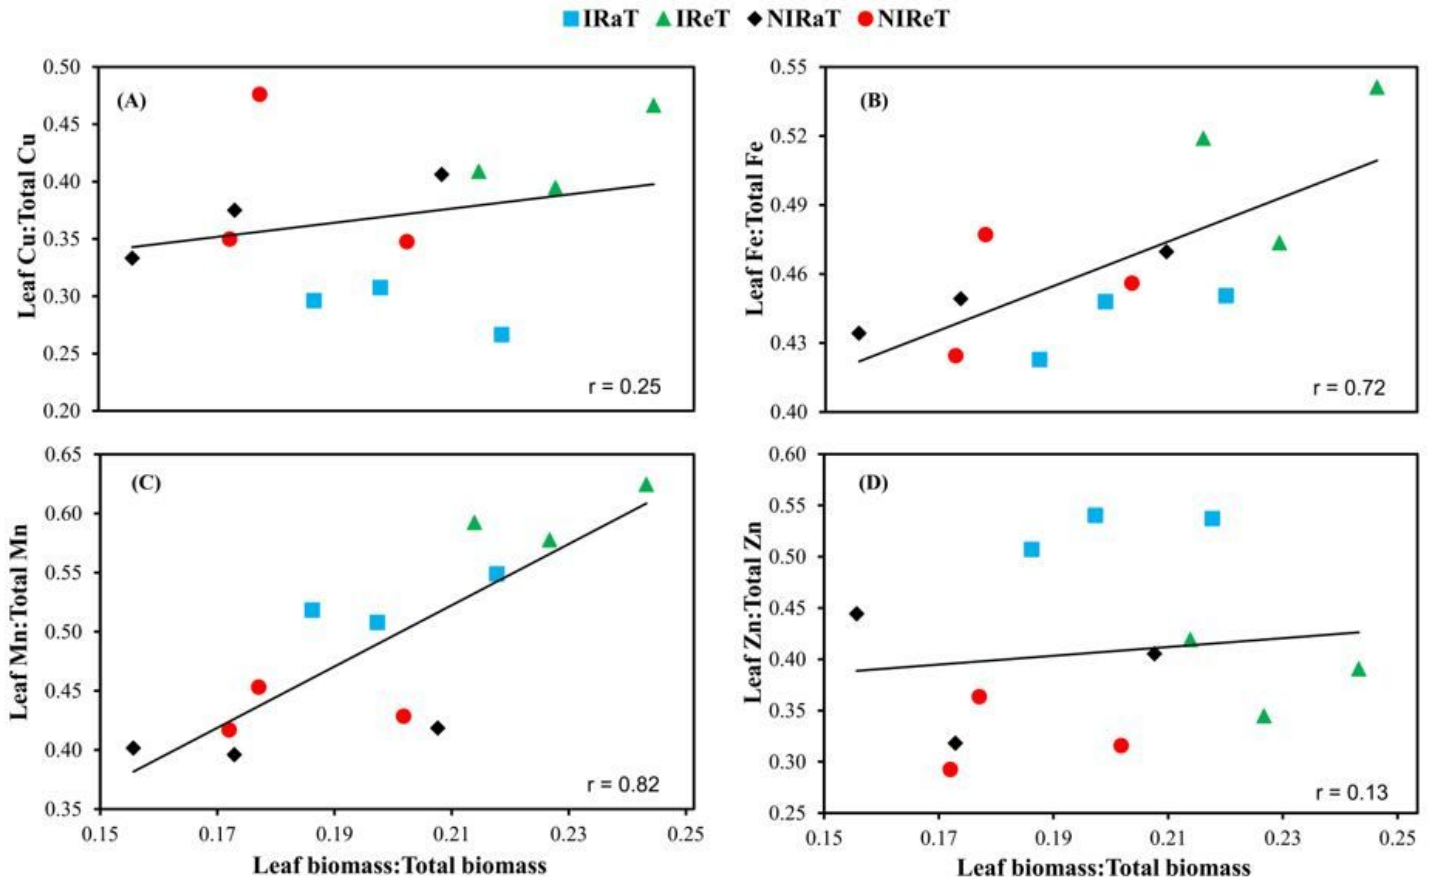 IRaT IReT NIRaT NIReT
(A)
Leaf Cu:Total Cu
0.50
0.45
0.40
0.35
0.30
0.25
0.20
r = 0.25
(B)
Leaf Fe:Total Fe
0.55
0.52
0.49
0.46
0.43
0.40
r = 0.72
(C)
Leaf Mn:Total Mn
0.65
0.60
0.55
0.50
0.45
0.40
0.35
r = 0.82
0.15 0.17 0.19 0.21 0.23 0.25
Leaf biomass:Total biomass
(D)
Leaf Zn:Total Zn
0.60
0.55
0.50
0.45
0.40
0.35
0.30
0.25
r = 0.13
0.15 0.17 0.19 0.21 0.23 0.25
Leaf biomass:Total biomass